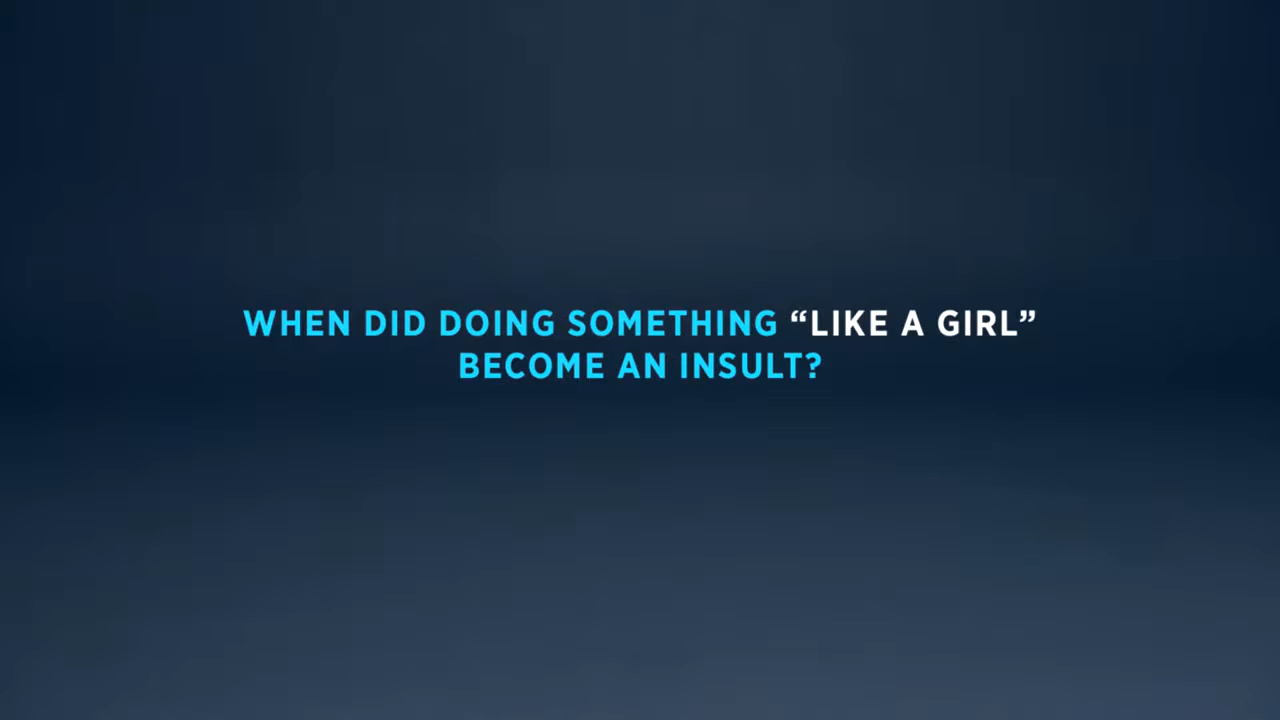 WHEN DID DOING SOMETHING “LIKE A GIRL”
BECOME AN INSULT?